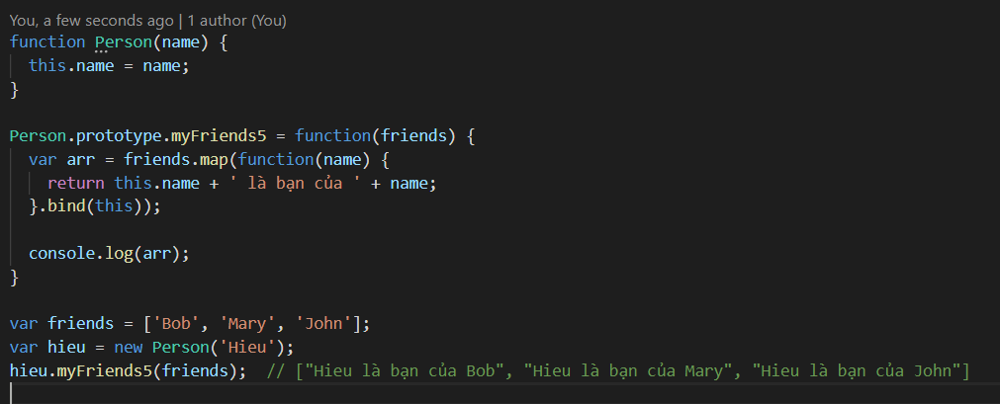 You, a few seconds ago | 1 author (You)
function Person(name) {
  this.name = name;
}

Person.prototype.myFriends5 = function(friends) {
  var arr = friends.map(function(name) {
    return this.name + ' là bạn của ' + name;
  }.bind(this));

  console.log(arr);
}

var friends = ['Bob', 'Mary', 'John'];
var hieu = new Person('Hieu');
hieu.myFriends5(friends);  // ["Hieu là bạn của Bob", "Hieu là bạn của Mary", "Hieu là bạn của John"]